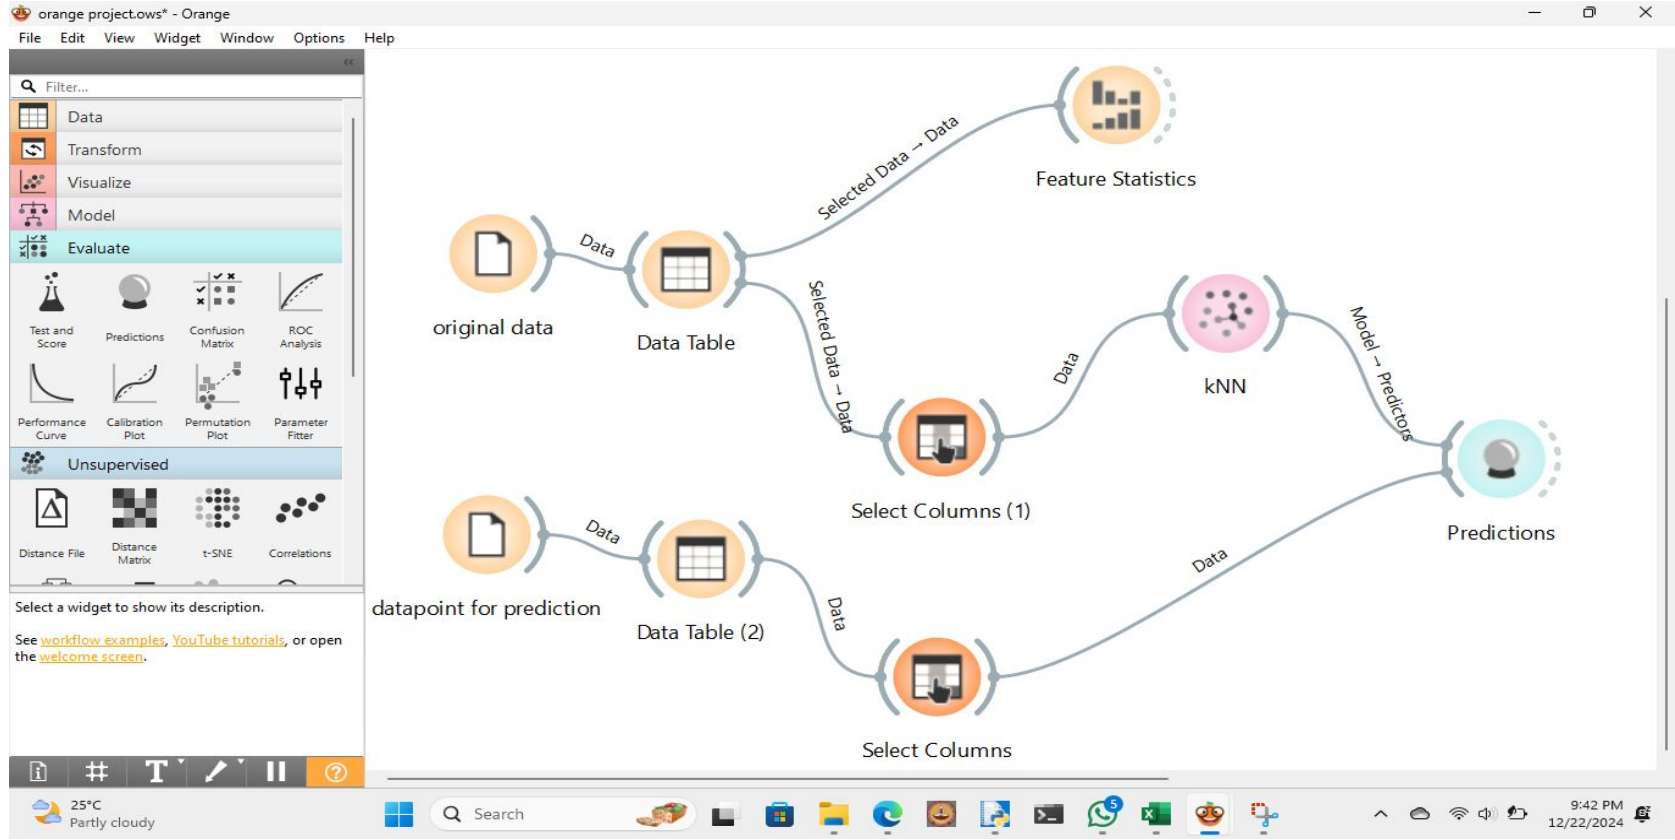 orange project.ows* - Orange
File Edit View Widget Window Options Help
Filter...
Data
Transform
Visualize
Model
Evaluate
Test and Score
Predictions
Confusion Matrix
ROC Analysis
Performance Curve
Calibration Plot
Permutation Plot
Parameter Fitter
Unsupervised
Distance File
Distance Matrix
t-SNE
Correlations
Select a widget to show its description.
See workflow examples, YouTube tutorials, or open
the welcome screen.
original data
Data
Data Table
Selected Data → Data
Feature Statistics
Selected Data → Data
Select Columns (1)
Data
kNN
Model → Predictors
Predictions
datapoint for prediction
Data
Data Table (2)
Data
Select Columns
Data
25°C
Partly cloudy
Search
5
9:42 PM
12/22/2024